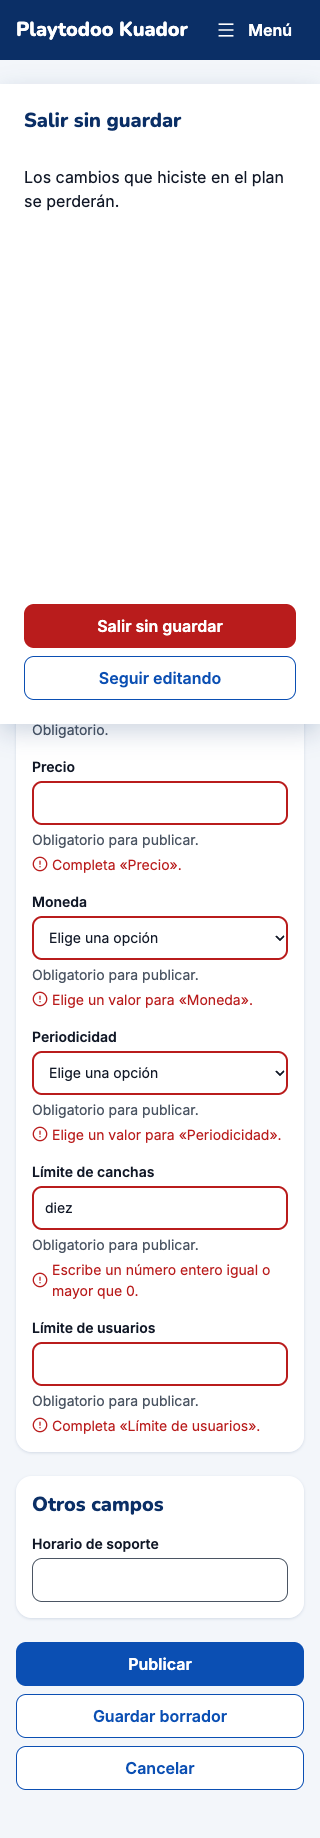 Playtodoo Kuador
Menú
Salir sin guardar
Los cambios que hiciste en el plan
se perderán.
Salir sin guardar
Seguir editando
Obligatorio.
Precio
Obligatorio para publicar.
Completa «Precio».
Moneda
Elige una opción
Obligatorio para publicar.
Elige un valor para «Moneda».
Periodicidad
Elige una opción
Obligatorio para publicar.
Elige un valor para «Periodicidad».
Límite de canchas
diez
Obligatorio para publicar.
Escribe un número entero igual o
mayor que 0.
Límite de usuarios
Obligatorio para publicar.
Completa «Límite de usuarios».
Otros campos
Horario de soporte
Publicar
Guardar borrador
Cancelar